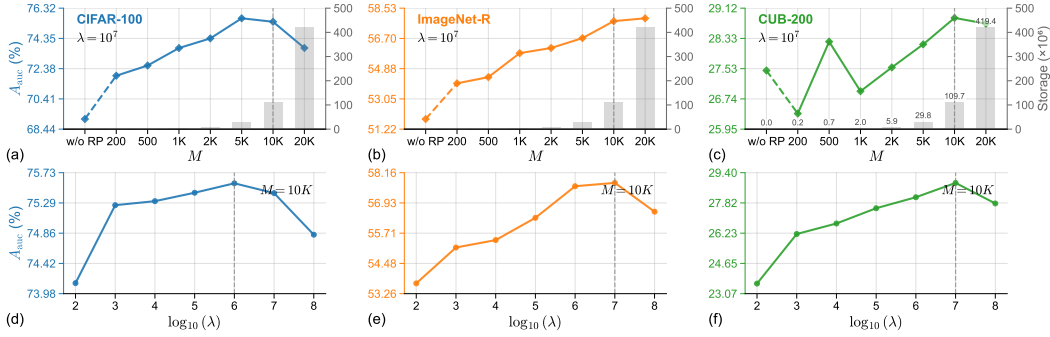 76.32
74.35
72.38
70.41
68.44
A_auc (%)
CIFAR-100
λ = 10^7
500
400
300
200
100
0
w/o RP 200 500 1K 2K 5K 10K 20K
(a)
M
58.53
56.70
54.88
53.05
51.22
ImageNet-R
λ = 10^7
500
400
300
200
100
0
w/o RP 200 500 1K 2K 5K 10K 20K
(b)
M
29.12
28.33
27.53
26.74
25.95
CUB-200
λ = 10^7
0.0 0.2 0.7 2.0 5.9 29.8 109.7 419.4
500
400
300
200
100
0
Storage (×10⁶)
w/o RP 200 500 1K 2K 5K 10K 20K
(c)
M
75.73
75.29
74.86
74.42
73.98
A_auc (%)
M = 10K
2 3 4 5 6 7 8
(d)
log₁₀ (λ)
58.16
56.93
55.71
54.48
53.26
M = 10K
2 3 4 5 6 7 8
(e)
log₁₀ (λ)
29.40
27.82
26.23
24.65
23.07
M = 10K
2 3 4 5 6 7 8
(f)
log₁₀ (λ)